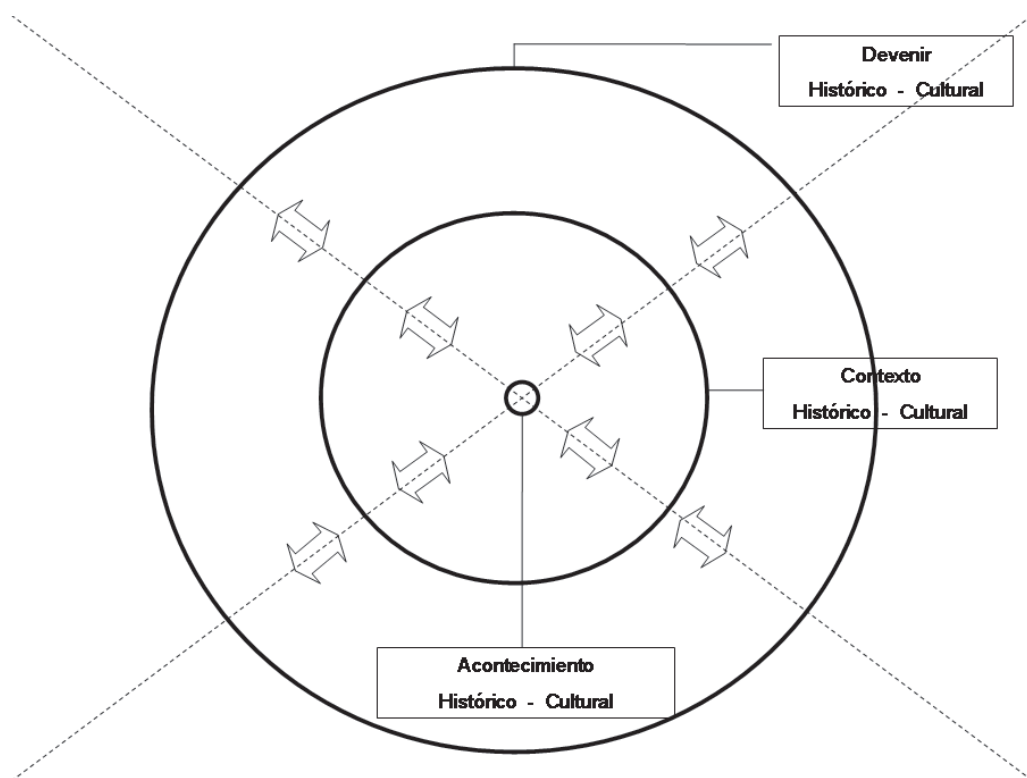 Devenir
Histórico - Cultural
Contexto
Histórico - Cultural
Acontecimiento
Histórico - Cultural